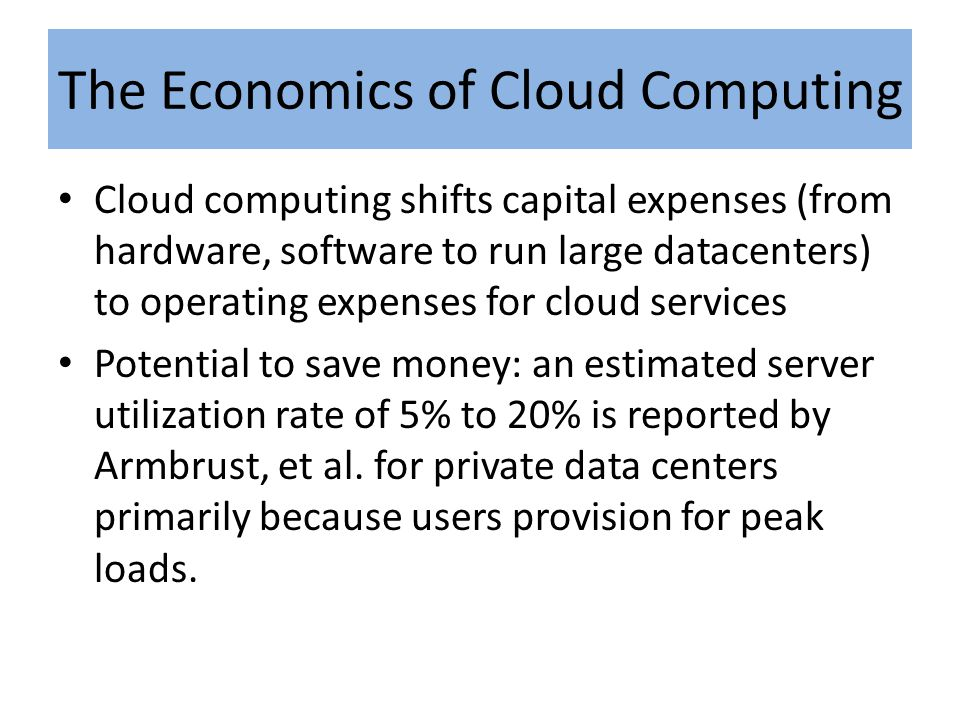 The Economics of Cloud Computing
• Cloud computing shifts capital expenses (from
hardware, software to run large datacenters)
to operating expenses for cloud services
• Potential to save money: an estimated server
utilization rate of 5% to 20% is reported by
Armbrust, et al. for private data centers
primarily because users provision for peak
loads.